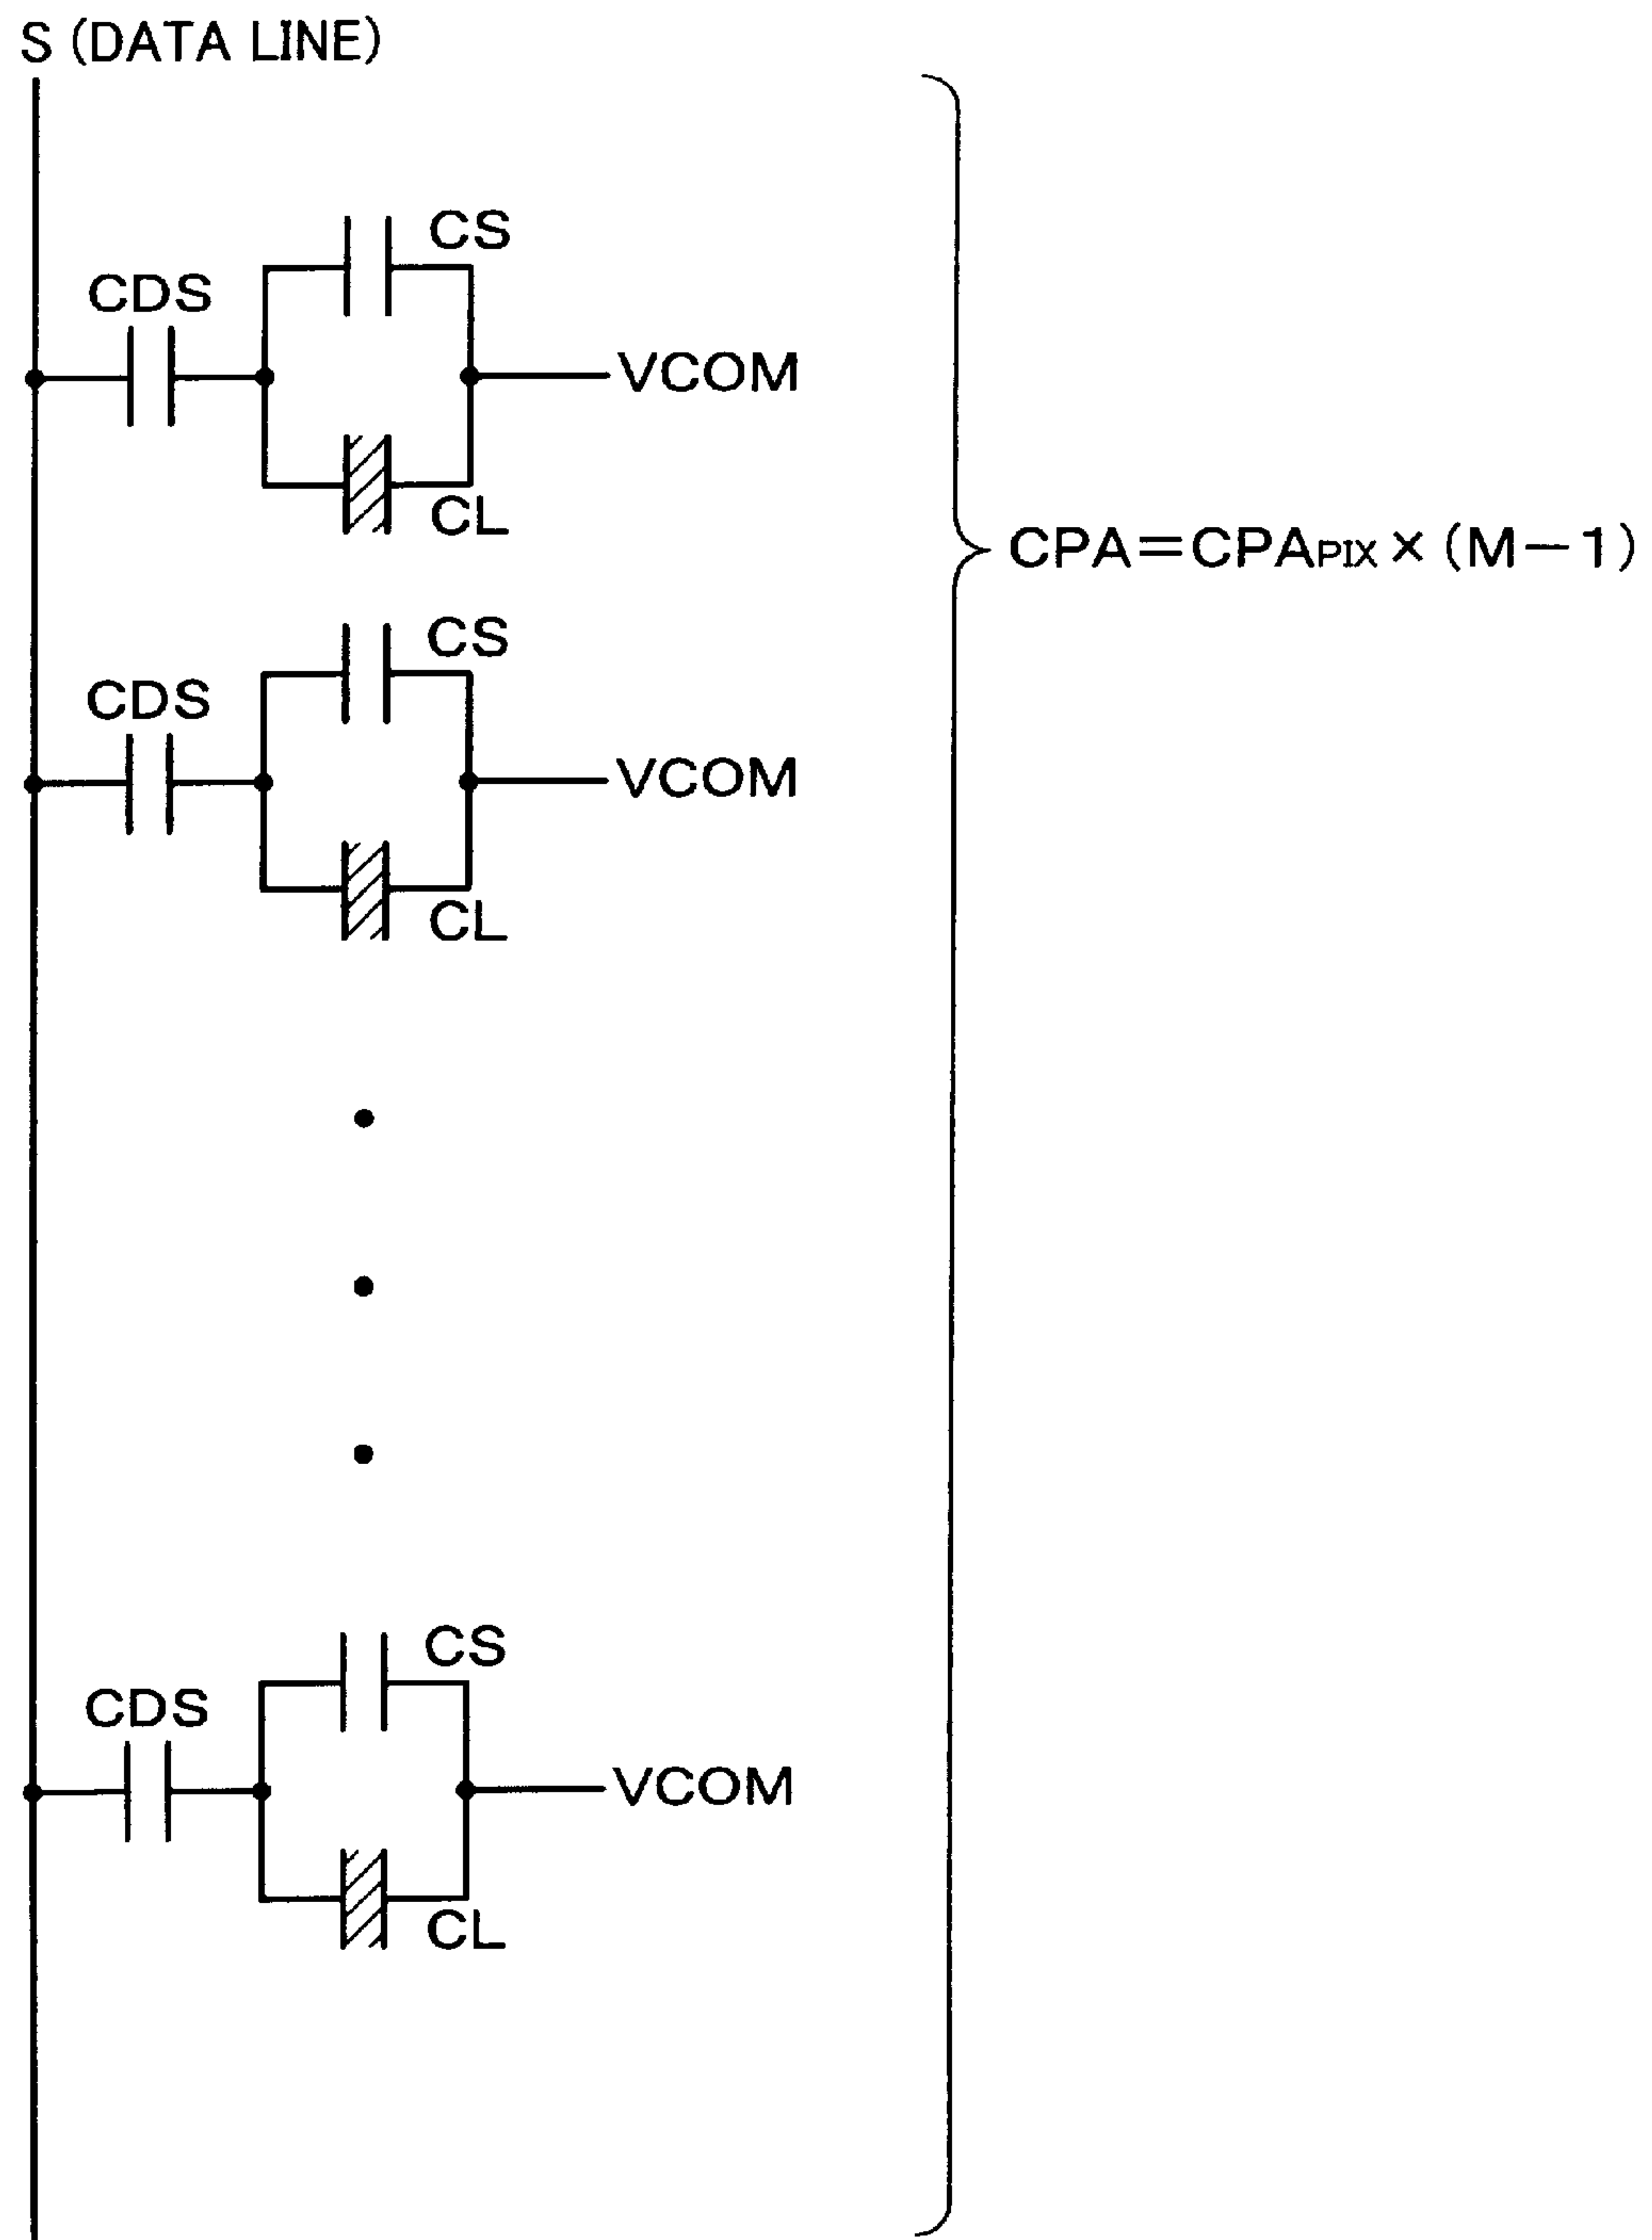 S (DATA LINE)
CS
CDS
VCOM
CL
CPA=CPAPIX×(M−1)
CS
CDS
VCOM
CL
CS
CDS
VCOM
CL